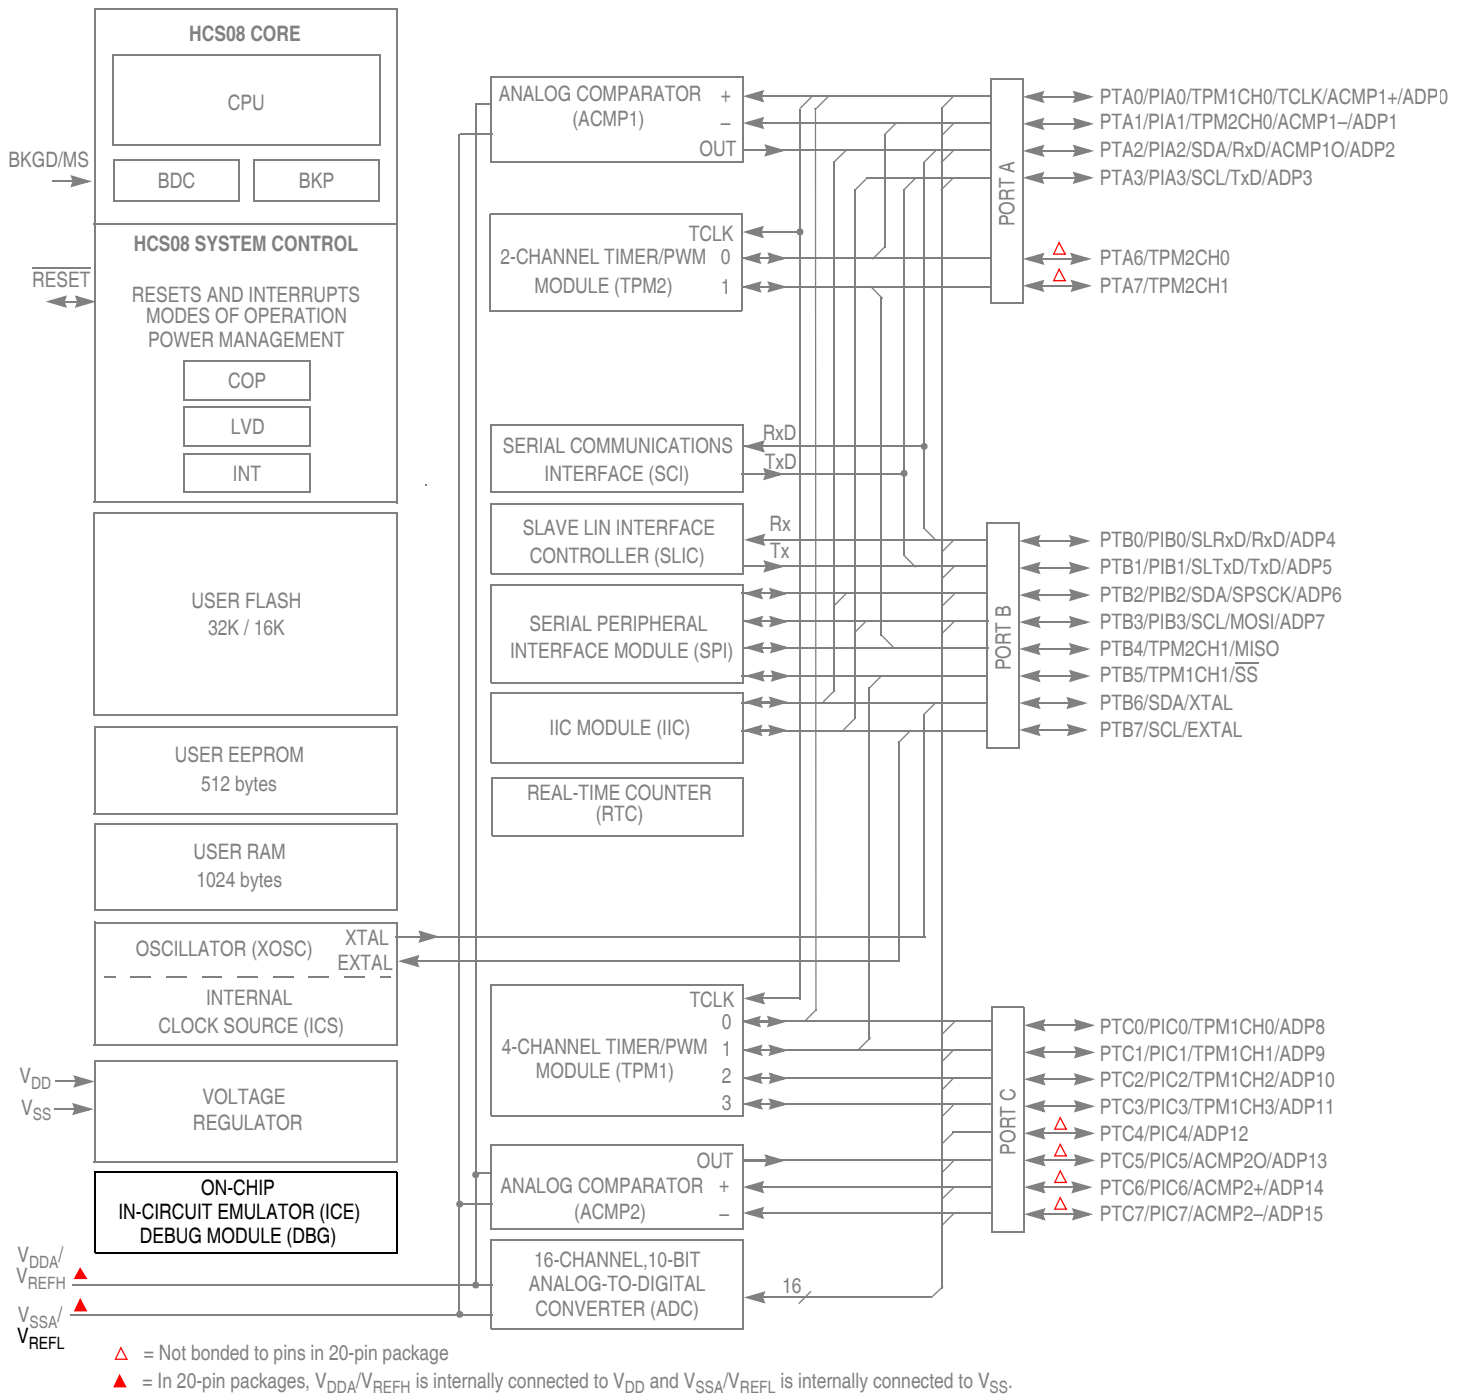 HCS08 CORE
CPU
BKGD/MS
BDC
BKP
HCS08 SYSTEM CONTROL
RESET
RESETS AND INTERRUPTS
MODES OF OPERATION
POWER MANAGEMENT
COP
LVD
INT
USER FLASH
32K / 16K
USER EEPROM
512 bytes
USER RAM
1024 bytes
OSCILLATOR (XOSC)
XTAL
EXTAL
INTERNAL
CLOCK SOURCE (ICS)
VDD
VSS
VOLTAGE
REGULATOR
ON-CHIP
IN-CIRCUIT EMULATOR (ICE)
DEBUG MODULE (DBG)
VDDA/
VREFH ▲
VSSA/ ▲
VREFL
ANALOG COMPARATOR +
(ACMP1) –
OUT
TCLK
2-CHANNEL TIMER/PWM 0
MODULE (TPM2) 1
SERIAL COMMUNICATIONS
INTERFACE (SCI)
RxD
TxD
SLAVE LIN INTERFACE
CONTROLLER (SLIC)
Rx
Tx
SERIAL PERIPHERAL
INTERFACE MODULE (SPI)
IIC MODULE (IIC)
REAL-TIME COUNTER
(RTC)
TCLK
0
4-CHANNEL TIMER/PWM 1
MODULE (TPM1) 2
3
OUT
ANALOG COMPARATOR +
(ACMP2) –
16-CHANNEL,10-BIT
ANALOG-TO-DIGITAL
CONVERTER (ADC)
16
PORT A
PTA0/PIA0/TPM1CH0/TCLK/ACMP1+/ADP0
PTA1/PIA1/TPM2CH0/ACMP1–/ADP1
PTA2/PIA2/SDA/RxD/ACMP1O/ADP2
PTA3/PIA3/SCL/TxD/ADP3
△ PTA6/TPM2CH0
△ PTA7/TPM2CH1
PORT B
PTB0/PIB0/SLRxD/RxD/ADP4
PTB1/PIB1/SLTxD/TxD/ADP5
PTB2/PIB2/SDA/SPSCK/ADP6
PTB3/PIB3/SCL/MOSI/ADP7
PTB4/TPM2CH1/MISO
PTB5/TPM1CH1/SS
PTB6/SDA/XTAL
PTB7/SCL/EXTAL
PORT C
PTC0/PIC0/TPM1CH0/ADP8
PTC1/PIC1/TPM1CH1/ADP9
PTC2/PIC2/TPM1CH2/ADP10
PTC3/PIC3/TPM1CH3/ADP11
△ PTC4/PIC4/ADP12
△ PTC5/PIC5/ACMP2O/ADP13
△ PTC6/PIC6/ACMP2+/ADP14
△ PTC7/PIC7/ACMP2–/ADP15
△ = Not bonded to pins in 20-pin package
▲ = In 20-pin packages, VDDA/VREFH is internally connected to VDD and VSSA/VREFL is internally connected to VSS.